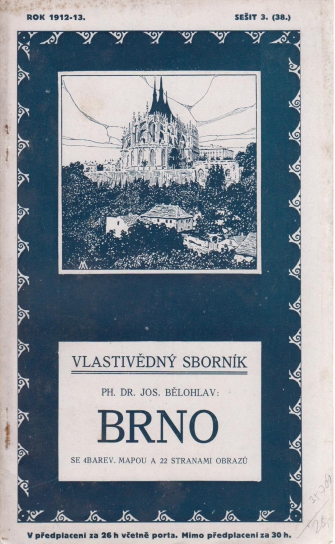 ROK 1912-13. SEŠIT 3. (38.)
VLASTIVĚDNÝ SBORNÍK
PH. DR. JOS. BĚLOHLAV:
BRNO
SE 4BAREV. MAPOU A 22 STRANAMI OBRAZŮ
V předplacení za 26 h včetně porta. Mimo předplacení za 30 h.